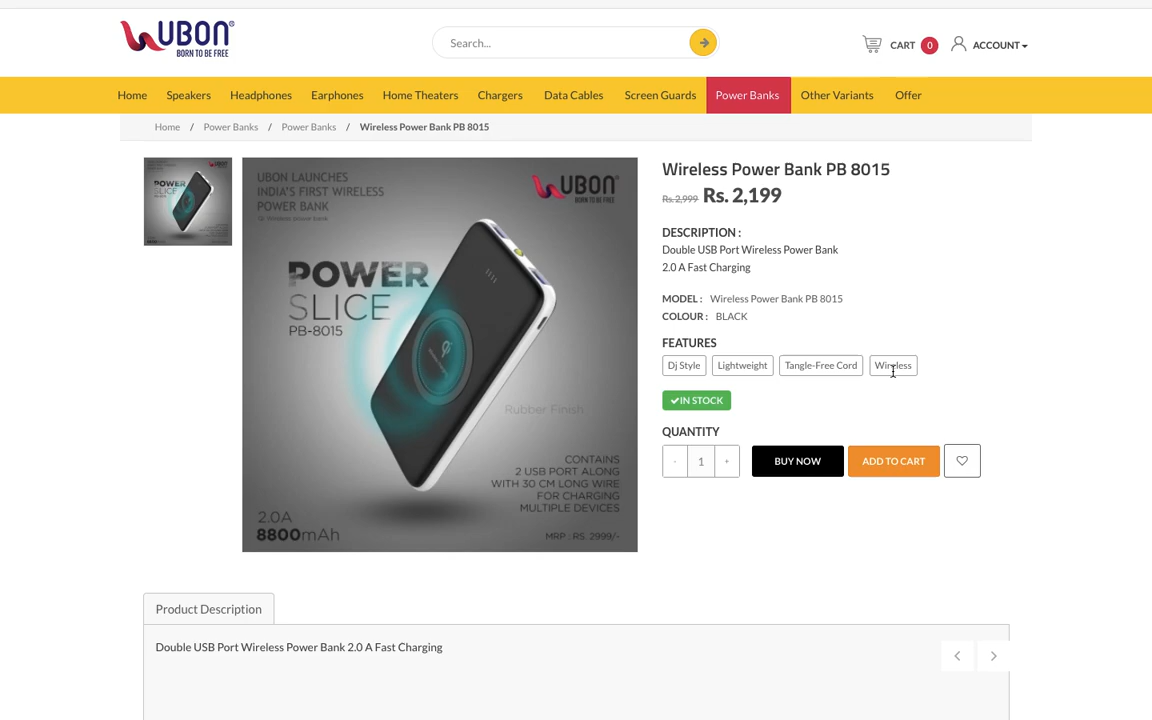 UBON
BORN TO BE FREE
Search...
CART 0 ACCOUNT
Home Speakers Headphones Earphones Home Theaters Chargers Data Cables Screen Guards Power Banks Other Variants Offer
Home / Power Banks / Power Banks / Wireless Power Bank PB 8015
POWER
SLICE
UBON LAUNCHES
INDIA'S FIRST WIRELESS
POWER BANK
Qi Wireless power bank
UBON
BORN TO BE FREE
POWER
SLICE
PB-8015
Rubber Finish
CONTAINS
2 USB PORT ALONG
WITH 30 CM LONG WIRE
FOR CHARGING
MULTIPLE DEVICES
2.0A
8800mAh
MRP : RS. 2999/-
Wireless Power Bank PB 8015
Rs. 2,999 Rs. 2,199
DESCRIPTION :
Double USB Port Wireless Power Bank
2.0 A Fast Charging
MODEL : Wireless Power Bank PB 8015
COLOUR : BLACK
FEATURES
Dj Style Lightweight Tangle-Free Cord Wireless
IN STOCK
QUANTITY
- 1 + BUY NOW ADD TO CART
Product Description
Double USB Port Wireless Power Bank 2.0 A Fast Charging